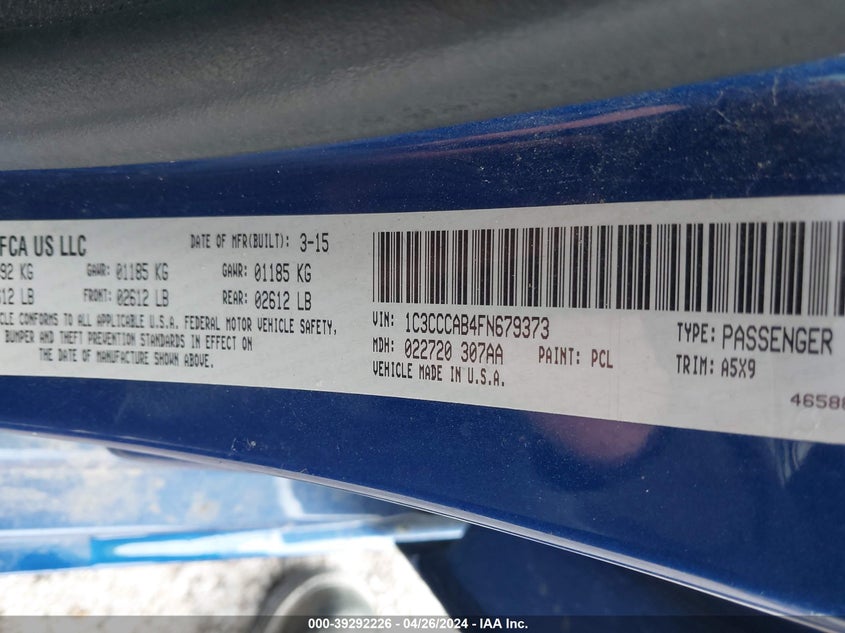 FCA US LLC
DATE OF MFR(BUILT): 3-15
92 KG GAWR: 01185 KG GAWR: 01185 KG
612 LB FRONT: 02612 LB REAR: 02612 LB
CLE CONFORMS TO ALL APPLICABLE U.S.A. FEDERAL MOTOR VEHICLE SAFETY,
BUMPER AND THEFT PREVENTION STANDARDS IN EFFECT ON
THE DATE OF MANUFACTURE SHOWN ABOVE.
VIN: 1C3CCCAB4FN679373
MDH: 022720 307AA PAINT: PCL
VEHICLE MADE IN U.S.A.
TYPE: PASSENGER
TRIM: A5X9
4658
000-39292226 - 04/26/2024 - IAA Inc.